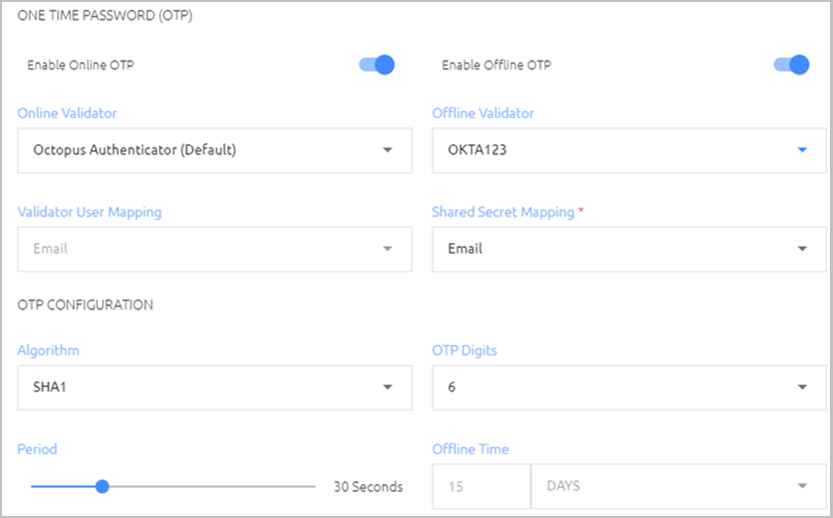 ONE TIME PASSWORD (OTP)
Enable Online OTP
Enable Offline OTP
Online Validator
Offline Validator
Octopus Authenticator (Default)
OKTA123
Validator User Mapping
Shared Secret Mapping *
Email
Email
OTP CONFIGURATION
Algorithm
OTP Digits
SHA1
6
Period
Offline Time
30 Seconds
15
DAYS